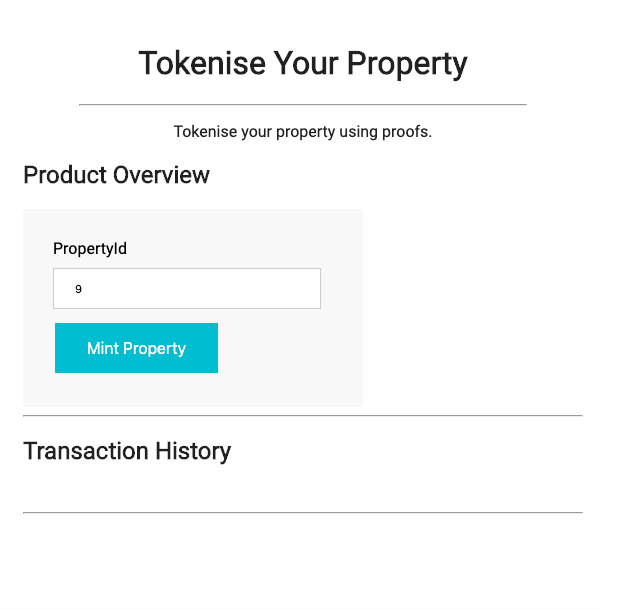 Tokenise Your Property
Tokenise your property using proofs.
Product Overview
PropertyId
9
Mint Property
Transaction History